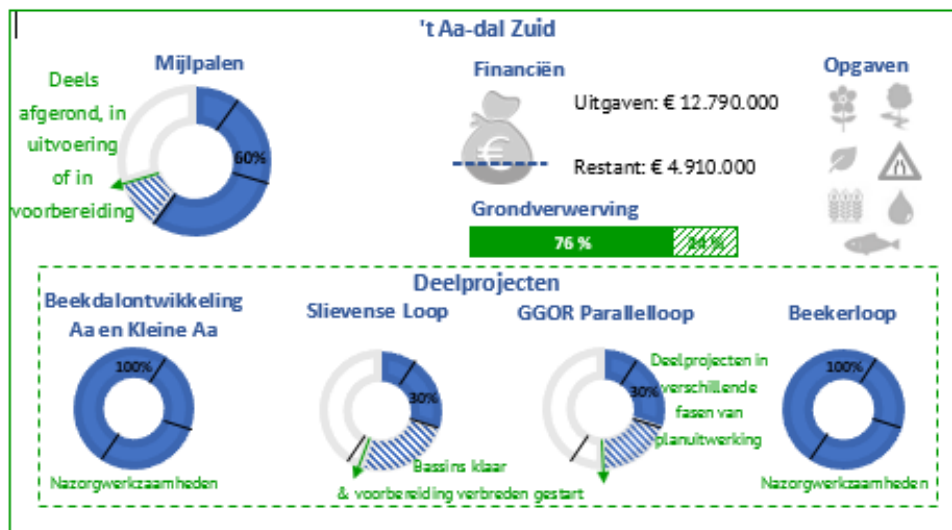 't Aa-dal Zuid
Mijlpalen
Deels
afgerond, in
uitvoering
of in
voorbereiding
60%
Financiën
€
Uitgaven: € 12.790.000
Restant: € 4.910.000
Grondverwerving
76 %
24 %
Opgaven
Deelprojecten
Beekdalontwikkeling
Aa en Kleine Aa
100%
Nazorgwerkzaamheden
Slievense Loop
30%
Bassins klaar
& voorbereiding verbreden gestart
GGOR Parallelloop
30%
Deelprojecten in
verschillende
fasen van
planuitwerking
Beekerloop
100%
Nazorgwerkzaamheden